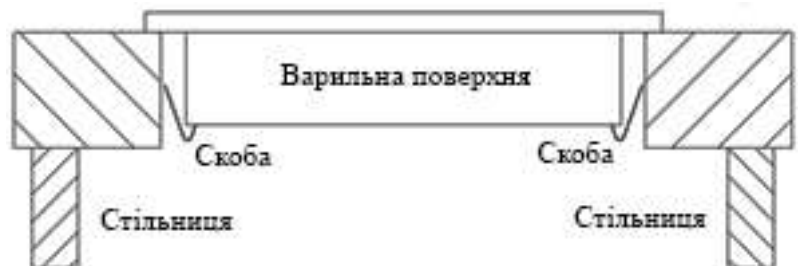 Варильна поверхня
Скоба
Скоба
Стільниця
Стільниця